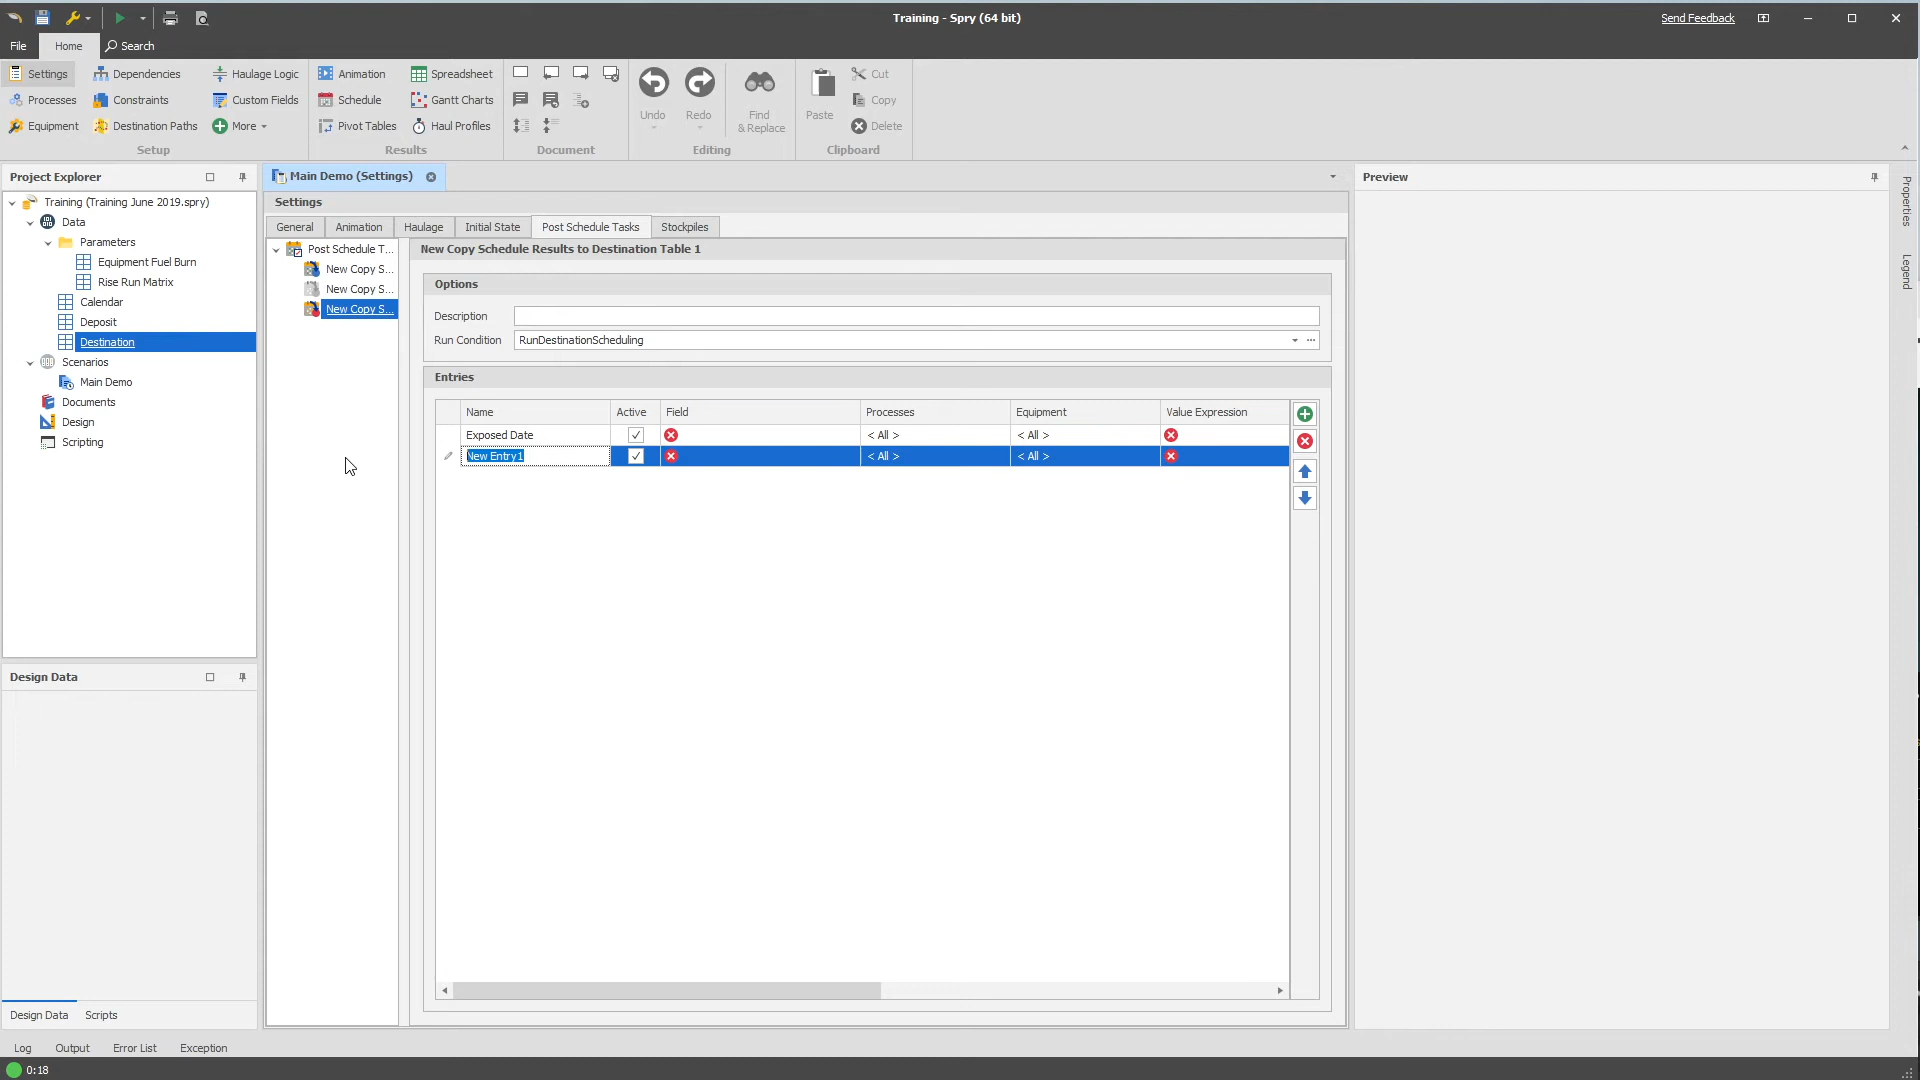 Training - Spry (64 bit)
Send Feedback
File
Home
Search
Settings
Dependencies
Haulage Logic
Animation
Spreadsheet
Processes
Constraints
Custom Fields
Schedule
Gantt Charts
Equipment
Destination Paths
More
Pivot Tables
Haul Profiles
Undo
Redo
Find
& Replace
Paste
Cut
Copy
Delete
Setup
Results
Document
Editing
Clipboard
Project Explorer
Training (Training June 2019.spry)
Data
Parameters
Equipment Fuel Burn
Rise Run Matrix
Calendar
Deposit
Destination
Scenarios
Main Demo
Documents
Design
Scripting
Design Data
Design Data
Scripts
Main Demo (Settings)
Settings
General
Animation
Haulage
Initial State
Post Schedule Tasks
Stockpiles
Post Schedule T...
New Copy S...
New Copy S...
New Copy S...
New Copy Schedule Results to Destination Table 1
Options
Description
Run Condition
RunDestinationScheduling
Entries
Name
Active
Field
Processes
Equipment
Value Expression
Exposed Date
< All >
< All >
New Entry1
< All >
< All >
Preview
Properties
Legend
Log
Output
Error List
Exception
0:18